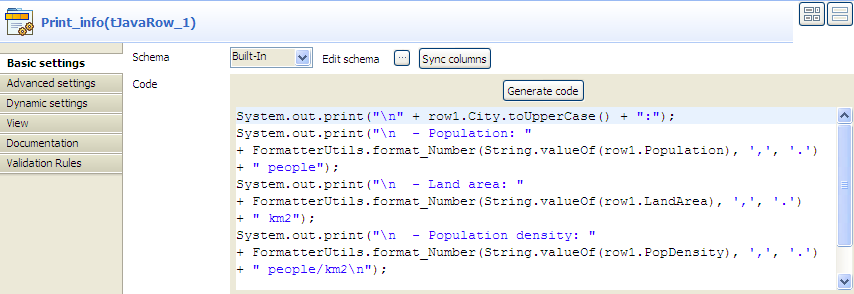 Print_info(tJavaRow_1)
Basic settings
Advanced settings
Dynamic settings
View
Documentation
Validation Rules
Schema
Built-In
Edit schema
...
Sync columns
Code
Generate code
System.out.print("\n" + row1.City.toUpperCase() + ":");
System.out.print("\n  - Population: "
+ FormatterUtils.format_Number(String.valueOf(row1.Population), ',', '.')
+ " people");
System.out.print("\n  - Land area: "
+ FormatterUtils.format_Number(String.valueOf(row1.LandArea), ',', '.')
+ " km2");
System.out.print("\n  - Population density: "
+ FormatterUtils.format_Number(String.valueOf(row1.PopDensity), ',', '.')
+ " people/km2\n");